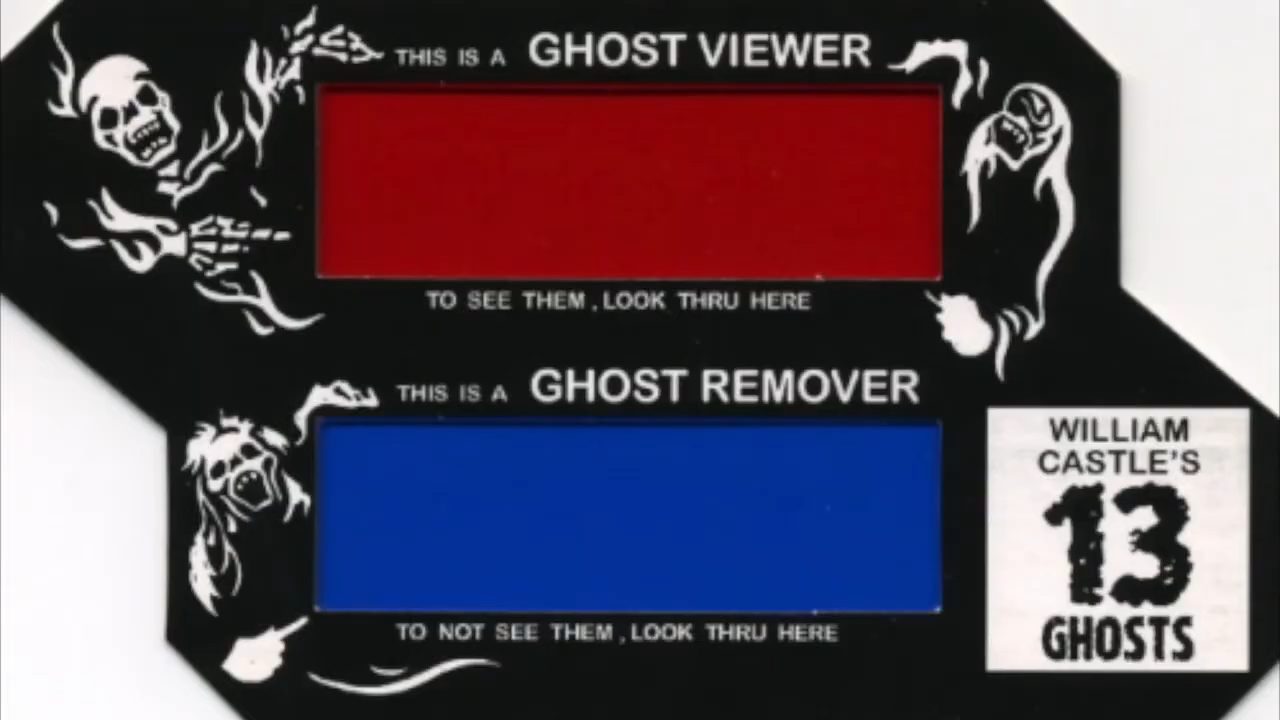 THIS IS A GHOST VIEWER
TO SEE THEM, LOOK THRU HERE
THIS IS A GHOST REMOVER
TO NOT SEE THEM, LOOK THRU HERE
WILLIAM
CASTLE'S
13
GHOSTS